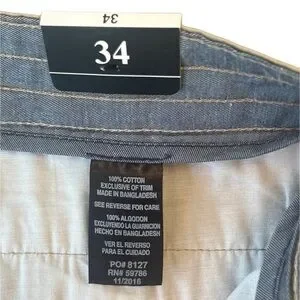 34
34
100% COTTON
EXCLUSIVE OF TRIM
MADE IN BANGLADESH
SEE REVERSE FOR CARE
100% ALGODON
EXCLUYENDO LA GUARNICION
HECHO EN BANGLADESH
VER EL REVERSO
PARA EL CUIDADO
PO# 8127
RN# 59786
11/2016